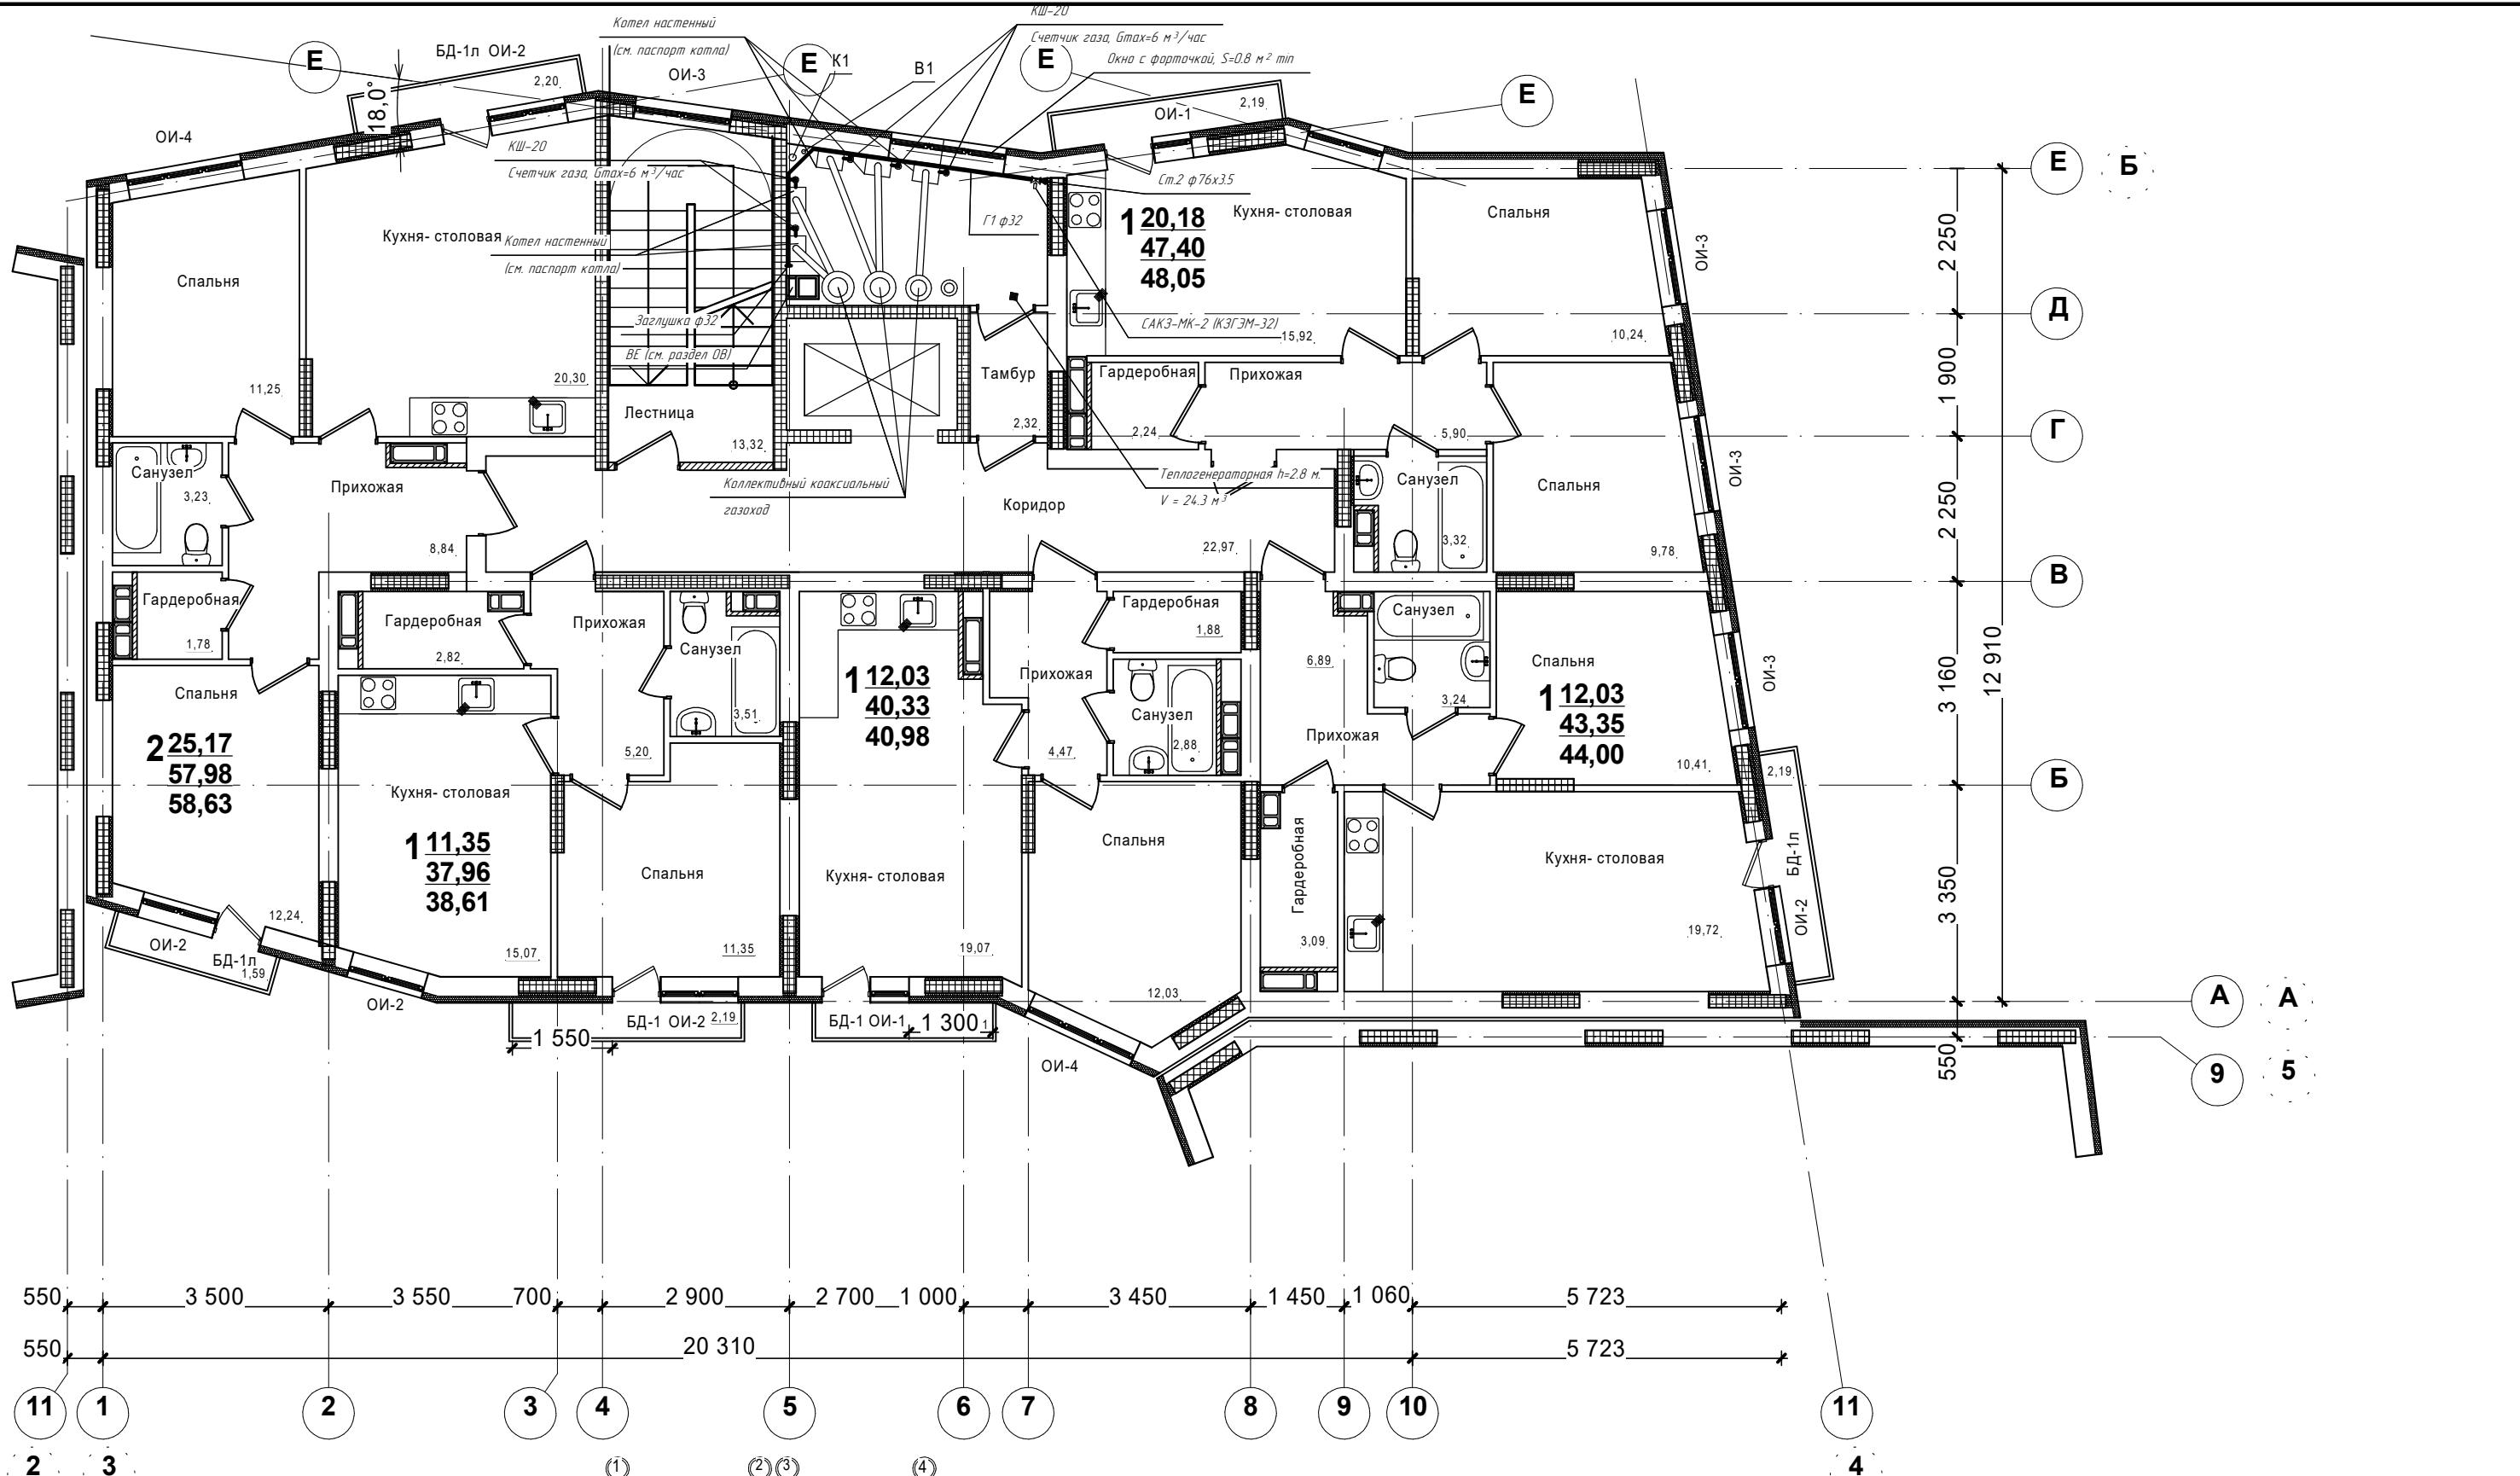 Котел настенный
(см. паспорт котла)
КШ-20
Счетчик газа, Gmax=6 м³/час
Окно с форточкой, S=0.8 м² min
БД-1л ОИ-2
2,20
18,0°
Е
ОИ-3
Е
К1
В1
Е
ОИ-1
2,19
Е
ОИ-4
КШ-20
Счетчик газа, Gmax=6 м³/час
Ст.2 ф76х3.5
Г1 ф32
Кухня- столовая
Котел настенный
(см. паспорт котла)
Спальня
11,25
20,30
Заглушка ф32
ВЕ (см. раздел ОВ)
Лестница
13,32
Тамбур
2,32
1 20,18
47,40
48,05
Кухня- столовая
САКЗ-МК-2 (КЗГЭМ-32)
15,92
Спальня
10,24
ОИ-3
Гардеробная
2,24
Прихожая
5,90
Санузел
3,23
Прихожая
8,84
Коллективный коаксиальный
газоход
Коридор
22,97
Теплогенераторная h=2.8 м.
V = 24.3 м³
Санузел
3,32
Спальня
9,78
ОИ-3
Гардеробная
1,78
Гардеробная
2,82
Прихожая
5,20
Санузел
3,51
1 12,03
40,33
40,98
Гардеробная
1,88
Прихожая
4,47
Санузел
2,88
6,89
Прихожая
Санузел
3,24
Спальня
1 12,03
43,35
44,00
10,41
ОИ-3
2,19
БД-1л
ОИ-2
Спальня
2 25,17
57,98
58,63
12,24
Кухня- столовая
1 11,35
37,96
38,61
15,07
Спальня
11,35
Кухня- столовая
19,07
Спальня
12,03
Гардеробная
3,09
Кухня- столовая
19,72
ОИ-2
БД-1л
1,59
ОИ-2
БД-1 ОИ-2
2,19
1 550
БД-1 ОИ-1
1 300
ОИ-4
Е
Б
Д
Г
В
Б
А
А
9
5
2 250
1 900
2 250
3 160
3 350
550
12 910
550
3 500
3 550
700
2 900
2 700
1 000
3 450
1 450
1 060
5 723
550
20 310
5 723
11
1
2
3
4
5
6
7
8
9
10
11
2
3
1
2
3
4
4